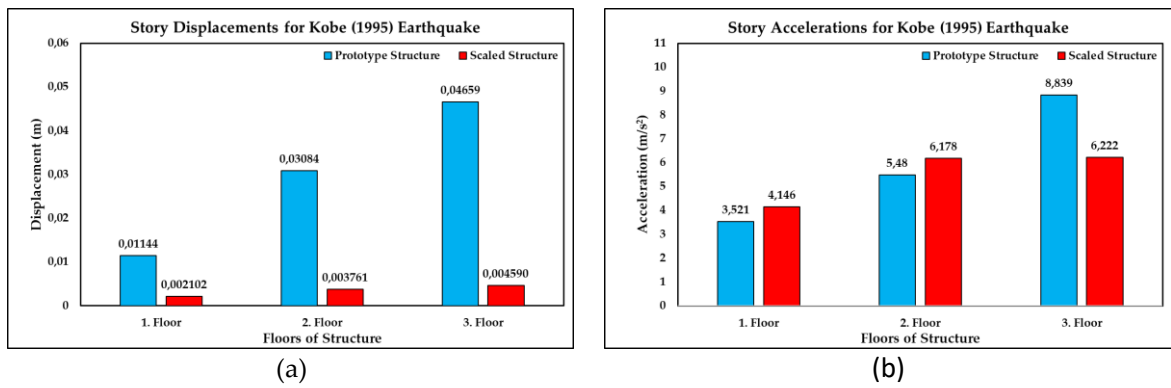 Story Displacements for Kobe (1995) Earthquake
Prototype Structure
Scaled Structure
Displacement (m)
0,06
0,05
0,04
0,03
0,02
0,01
0
0,01144
0,002102
0,03084
0,003761
0,04659
0,004590
1. Floor
2. Floor
3. Floor
Floors of Structure
(a)
Story Accelerations for Kobe (1995) Earthquake
Prototype Structure
Scaled Structure
Acceleration (m/s²)
11
10
9
8
7
6
5
4
3
2
1
0
3,521
4,146
5,48
6,178
8,839
6,222
1. Floor
2. Floor
3. Floor
Floors of Structure
(b)